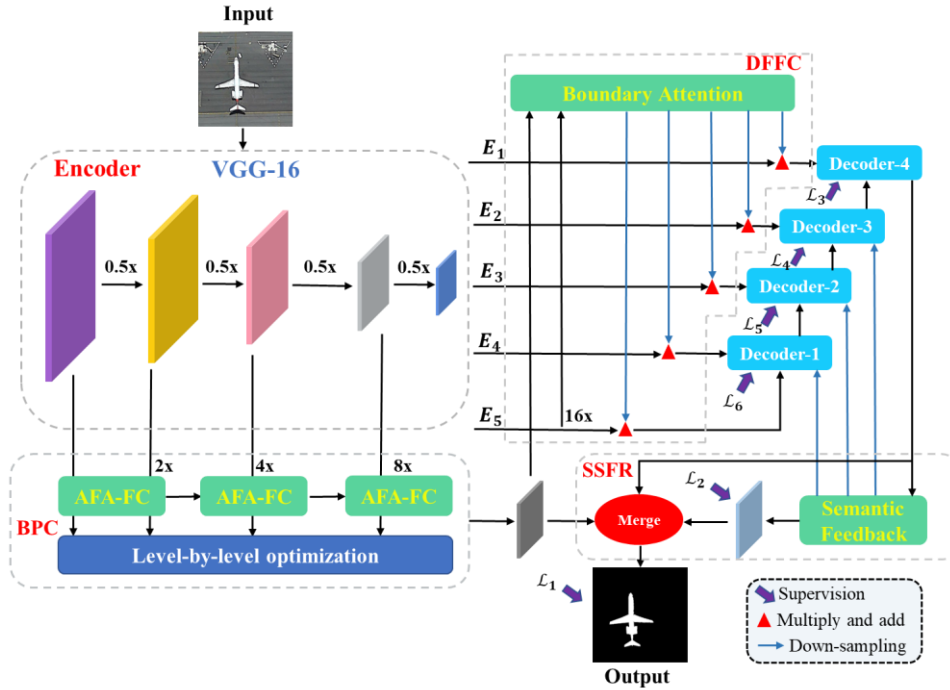 Input
DFFC
Boundary Attention
Encoder
VGG-16
E1
Decoder-4
ℒ3
E2
Decoder-3
0.5x
0.5x
0.5x
0.5x
ℒ4
E3
Decoder-2
ℒ5
E4
Decoder-1
ℒ6
E5
16x
2x
4x
8x
SSFR
AFA-FC
AFA-FC
AFA-FC
ℒ2
BPC
Merge
Semantic
Feedback
Level-by-level optimization
ℒ1
Supervision
Multiply and add
Down-sampling
Output